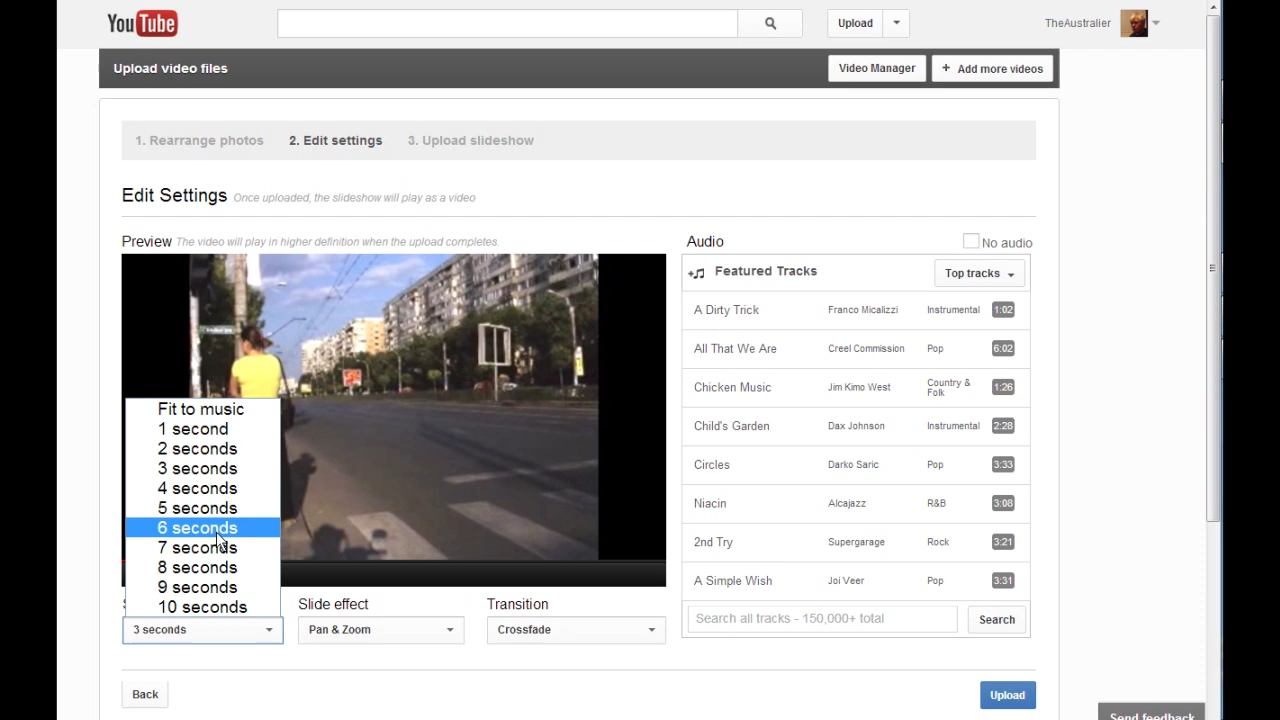 YouTube
Upload
TheAustralier
Upload video files
Video Manager
+ Add more videos
1. Rearrange photos 2. Edit settings 3. Upload slideshow
Edit Settings Once uploaded, the slideshow will play as a video
Preview The video will play in higher definition when the upload completes.
Audio
No audio
Featured Tracks
Top tracks
A Dirty Trick Franco Micalizzi Instrumental 1:02
All That We Are Creel Commission Pop 6:02
Chicken Music Jim Kimo West Country & Folk 1:26
Child's Garden Dax Johnson Instrumental 2:28
Circles Darko Saric Pop 3:33
Niacin Alcajazz R&B 3:08
2nd Try Supergarage Rock 3:21
A Simple Wish Joi Veer Pop 3:31
Search all tracks - 150,000+ total
Search
Fit to music
1 second
2 seconds
3 seconds
4 seconds
5 seconds
6 seconds
7 seconds
8 seconds
9 seconds
10 seconds
Slide effect
Transition
3 seconds
Pan & Zoom
Crossfade
Back
Upload
Send feedback